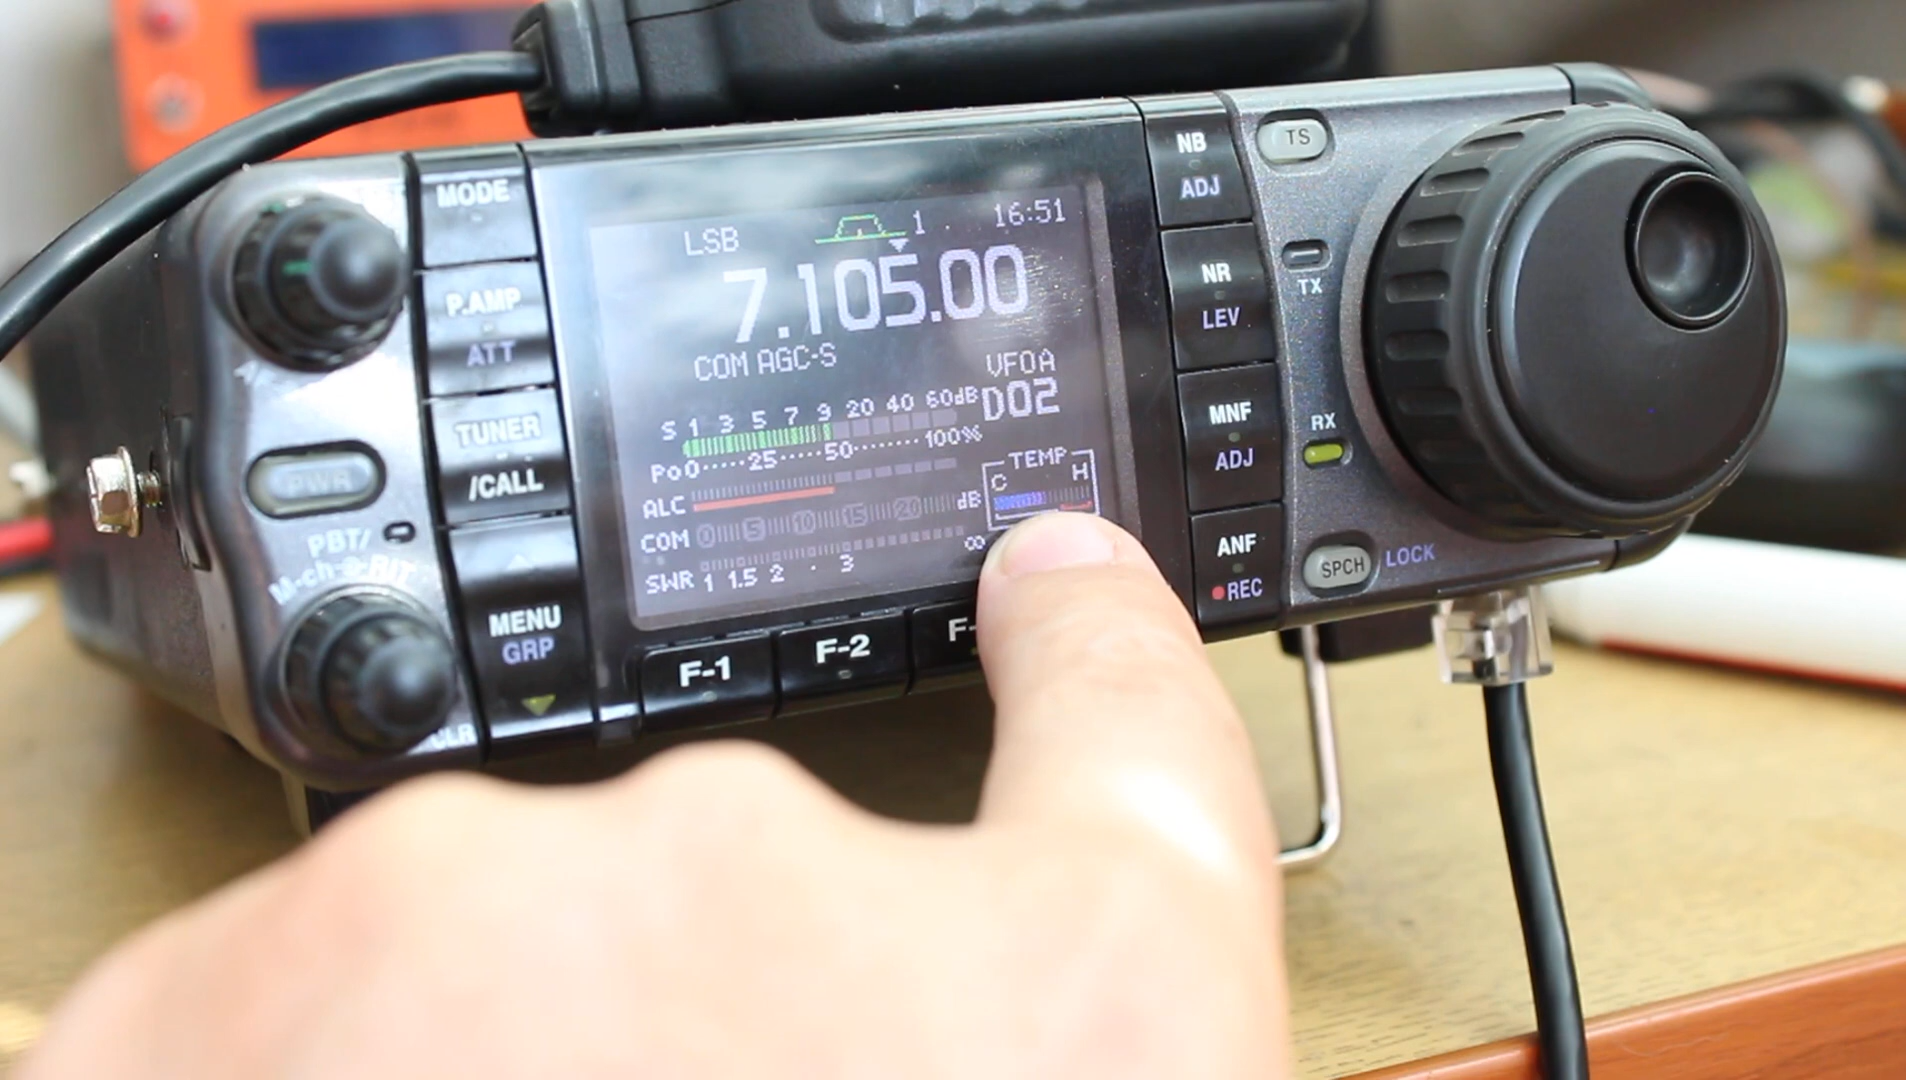 MODE
P.AMP
ATT
TUNER
/CALL
MENU
GRP
PWR
PBT/
M-ch RIT
CLR
LSB 1 16:51
7.105.00
COM AGC-S
VFOA
D02
S 1 3 5 7 9 20 40 60dB
Po 0 25 50 100%
ALC
COM 0 5 10 15 20 dB
SWR 1 1.5 2 3 ∞
TEMP
C H
F-1
F-2
F-
NB
ADJ
NR
LEV
MNF
ADJ
ANF
REC
TS
TX
RX
SPCH
LOCK